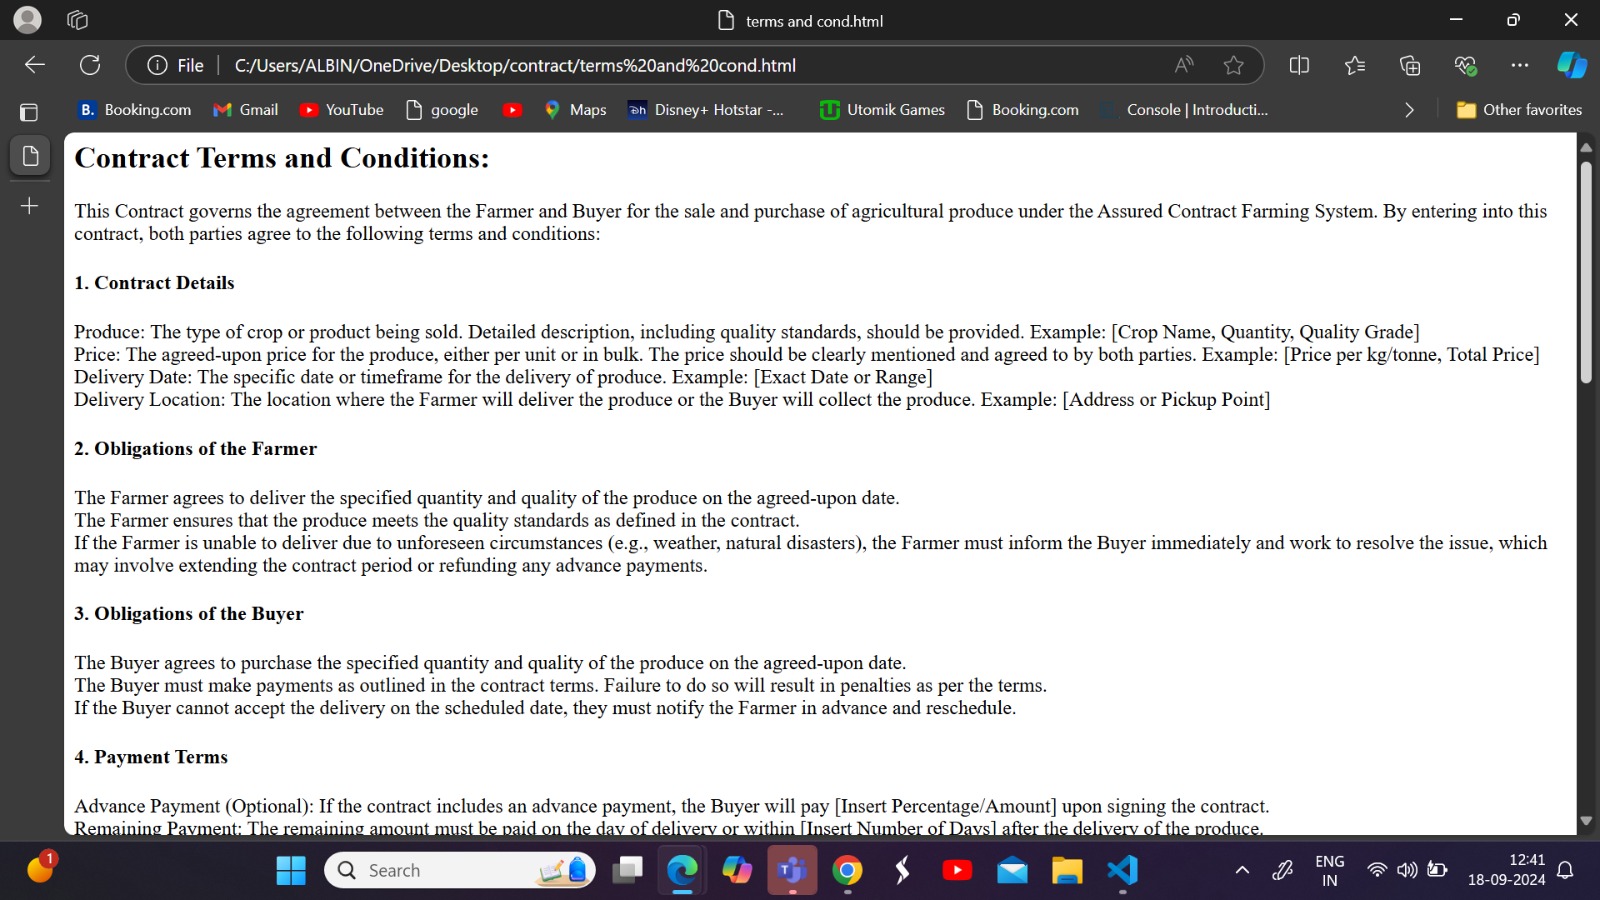 terms and cond.html
File
C:/Users/ALBIN/OneDrive/Desktop/contract/terms%20and%20cond.html
Booking.com Gmail YouTube google Maps Disney+ Hotstar -... Utomik Games Booking.com Console | Introducti... Other favorites
Contract Terms and Conditions:
This Contract governs the agreement between the Farmer and Buyer for the sale and purchase of agricultural produce under the Assured Contract Farming System. By entering into this
contract, both parties agree to the following terms and conditions:
1. Contract Details
Produce: The type of crop or product being sold. Detailed description, including quality standards, should be provided. Example: [Crop Name, Quantity, Quality Grade]
Price: The agreed-upon price for the produce, either per unit or in bulk. The price should be clearly mentioned and agreed to by both parties. Example: [Price per kg/tonne, Total Price]
Delivery Date: The specific date or timeframe for the delivery of produce. Example: [Exact Date or Range]
Delivery Location: The location where the Farmer will deliver the produce or the Buyer will collect the produce. Example: [Address or Pickup Point]
2. Obligations of the Farmer
The Farmer agrees to deliver the specified quantity and quality of the produce on the agreed-upon date.
The Farmer ensures that the produce meets the quality standards as defined in the contract.
If the Farmer is unable to deliver due to unforeseen circumstances (e.g., weather, natural disasters), the Farmer must inform the Buyer immediately and work to resolve the issue, which
may involve extending the contract period or refunding any advance payments.
3. Obligations of the Buyer
The Buyer agrees to purchase the specified quantity and quality of the produce on the agreed-upon date.
The Buyer must make payments as outlined in the contract terms. Failure to do so will result in penalties as per the terms.
If the Buyer cannot accept the delivery on the scheduled date, they must notify the Farmer in advance and reschedule.
4. Payment Terms
Advance Payment (Optional): If the contract includes an advance payment, the Buyer will pay [Insert Percentage/Amount] upon signing the contract.
Remaining Payment: The remaining amount must be paid on the day of delivery or within [Insert Number of Days] after the delivery of the produce.
1
Search
ENG
IN
12:41
18-09-2024